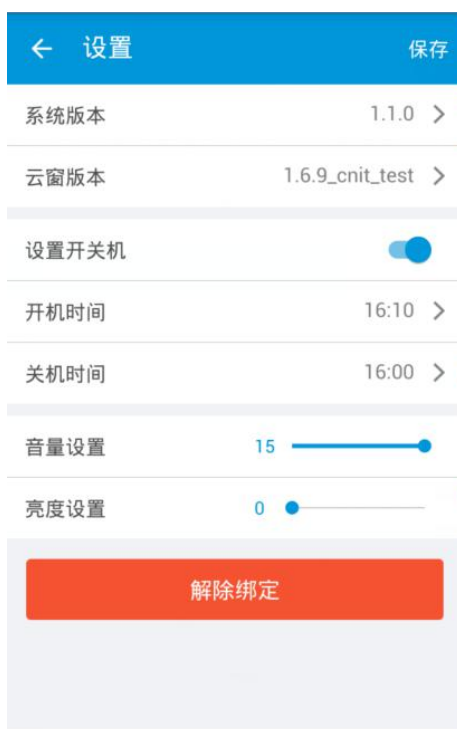 设置 保存
系统版本 1.1.0
云窗版本 1.6.9_cnit_test
设置开关机
开机时间 16:10
关机时间 16:00
音量设置 15
亮度设置 0
解除绑定